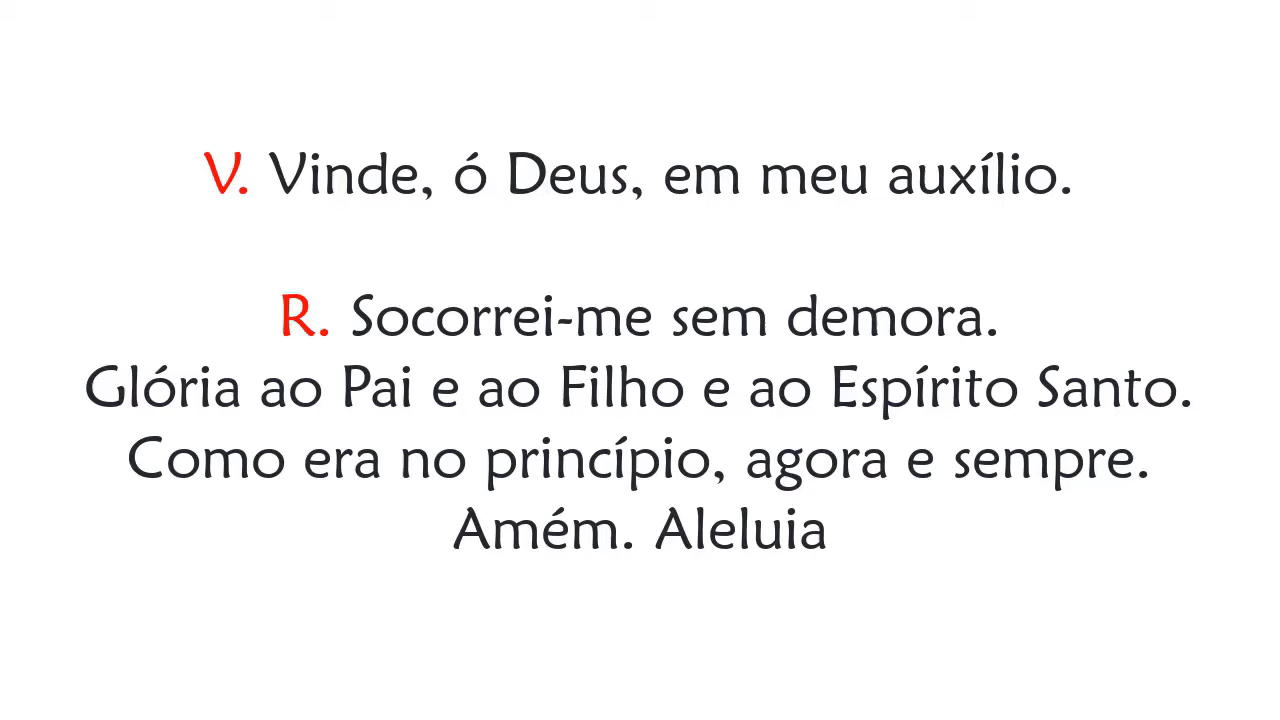 V. Vinde, ó Deus, em meu auxílio.
R. Socorrei-me sem demora.
Glória ao Pai e ao Filho e ao Espírito Santo.
Como era no princípio, agora e sempre.
Amém. Aleluia